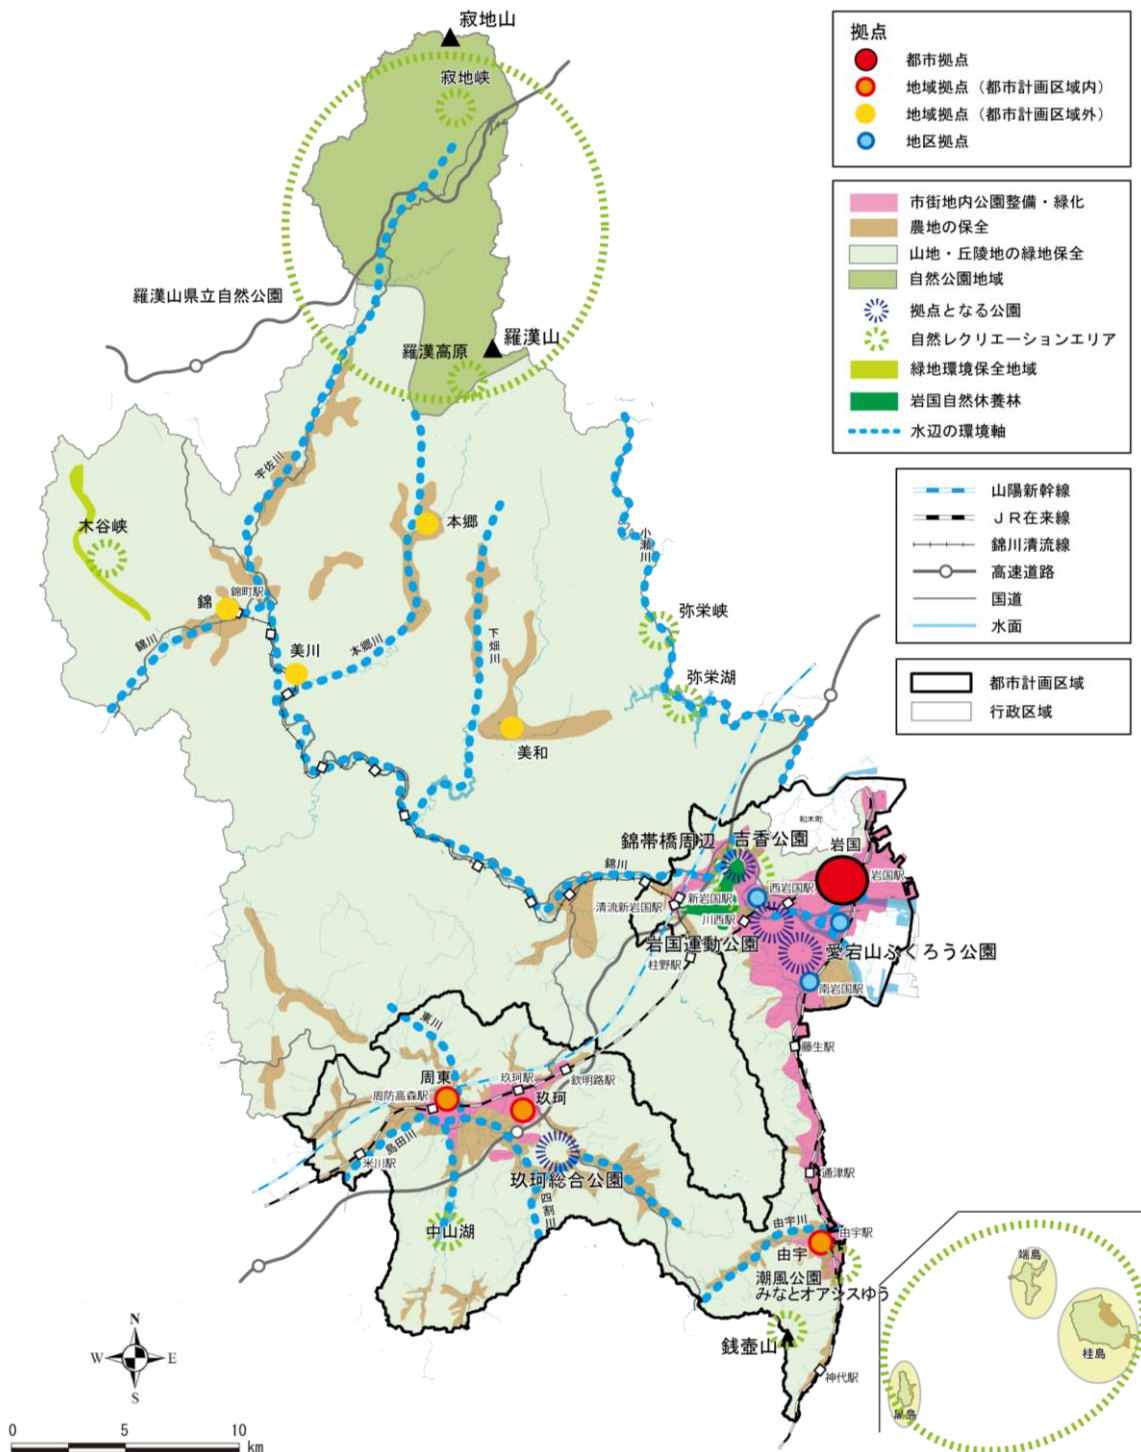 寂地山
寂地峡
羅漢山県立自然公園
羅漢山
羅漢高原
宇佐川
木谷峡
本郷
小瀬川
錦町駅
錦
錦川
美川
本郷川
下畑川
弥栄峡
弥栄湖
美和
和木町
錦帯橋周辺
吉香公園
岩国
岩国駅
西岩国駅
錦川
新岩国駅
清流新岩国駅
川西駅
岩国運動公園
愛宕山ふくろう公園
柱野駅
南岩国駅
藤生駅
東川
周東
玖珂駅
欽明路駅
周防高森駅
玖珂
島田川
米川駅
玖珂総合公園
四割川
中山湖
通津駅
由宇川
由宇駅
由宇
潮風公園
みなとオアシスゆう
銭壺山
神代駅
端島
桂島
黒島
拠点
都市拠点
地域拠点（都市計画区域内）
地域拠点（都市計画区域外）
地区拠点
市街地内公園整備・緑化
農地の保全
山地・丘陵地の緑地保全
自然公園地域
拠点となる公園
自然レクリエーションエリア
緑地環境保全地域
岩国自然休養林
水辺の環境軸
山陽新幹線
ＪＲ在来線
錦川清流線
高速道路
国道
水面
都市計画区域
行政区域
N
W E
S
0 5 10
km